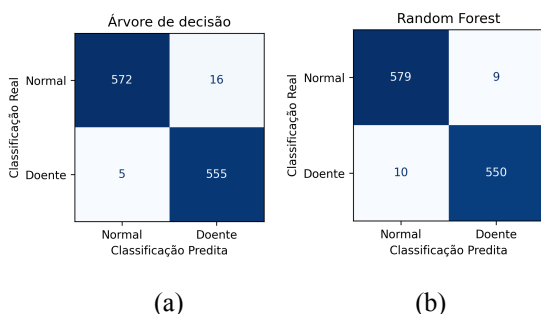 Árvore de decisão
Classificação Real
Normal
572
16
Doente
5
555
Normal
Doente
Classificação Predita
(a)
Random Forest
Classificação Real
Normal
579
9
Doente
10
550
Normal
Doente
Classificação Predita
(b)